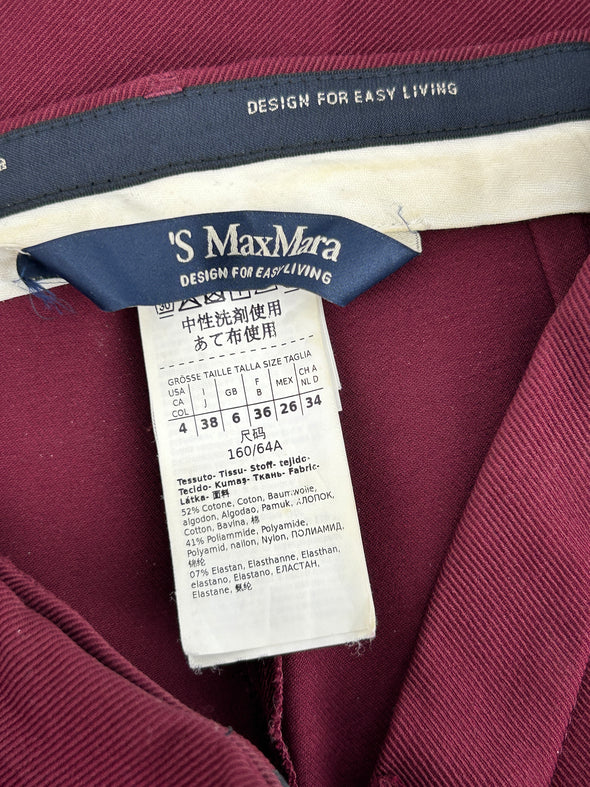 DESIGN FOR EASY LIVING
'S MaxMara
DESIGN FOR EASY LIVING
中性洗剤使用
あて布使用
GRÖSSE TAILLE TALLA SIZE TAGLIA
USA CA COL I J GB F B MEX CH A NL D
4 38 6 36 26 34
尺码
160/64A
Tessuto- Tissu- Stoff- tejido-
Tecido- Kumaş- Ткань- Fabric-
Látka- 面料
52% Cotone, Coton, Baumwolle,
algodon, Algodao, Pamuk, ХЛОПОК,
Cotton, Bavlna, 棉
41% Poliammide, Polyamide,
Polyamid, nailon, Nylon, ПОЛИАМИД,
锦纶
07% Elastan, Elasthanne, Elasthan,
elastano, Elastano, ЕЛАСТАН,
Elastane, 氨纶